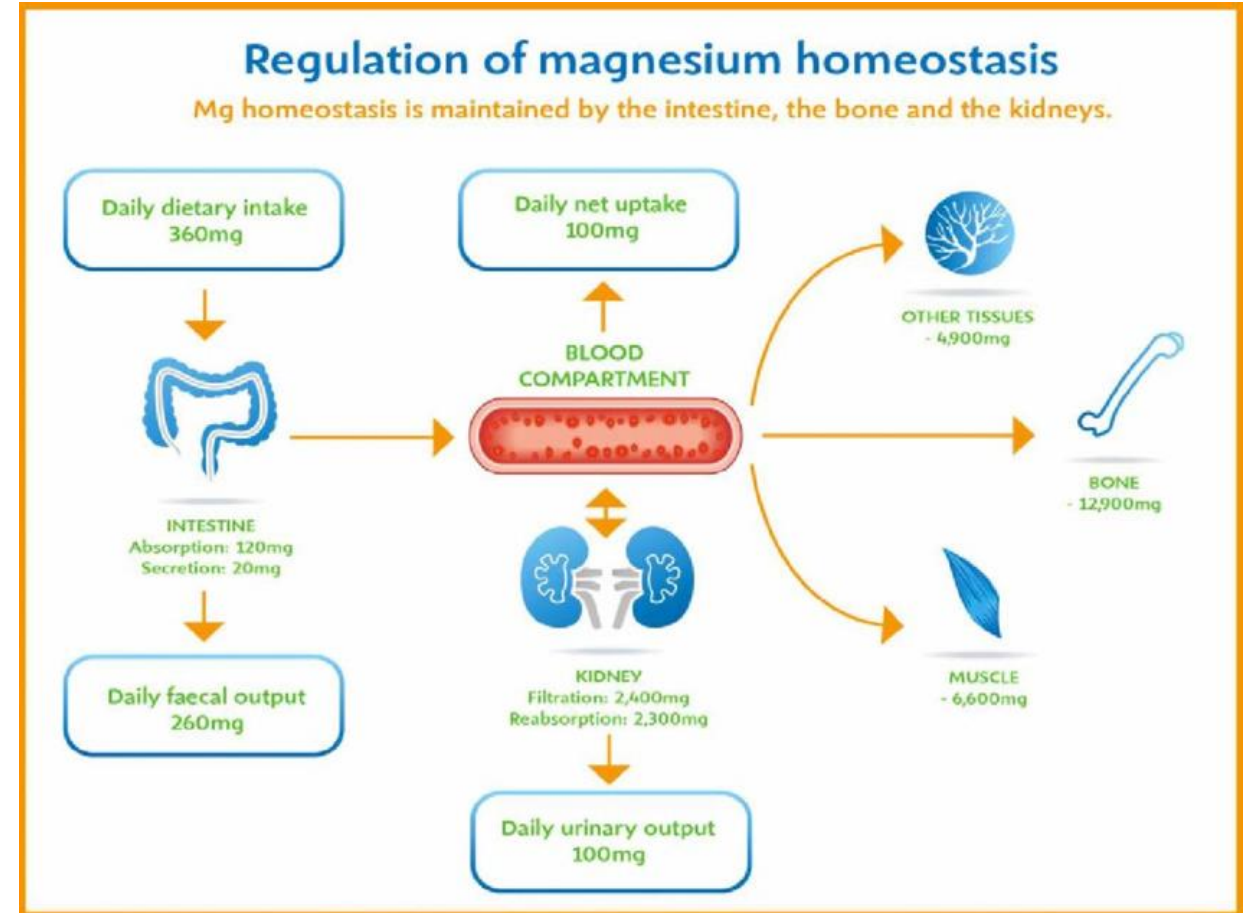 Regulation of magnesium homeostasis
Mg homeostasis is maintained by the intestine, the bone and the kidneys.
Daily dietary intake
360mg
Daily net uptake
100mg
OTHER TISSUES
- 4,900mg
BLOOD
COMPARTMENT
BONE
- 12,900mg
INTESTINE
Absorption: 120mg
Secretion: 20mg
KIDNEY
Filtration: 2,400mg
Reabsorption: 2,300mg
MUSCLE
- 6,600mg
Daily faecal output
260mg
Daily urinary output
100mg